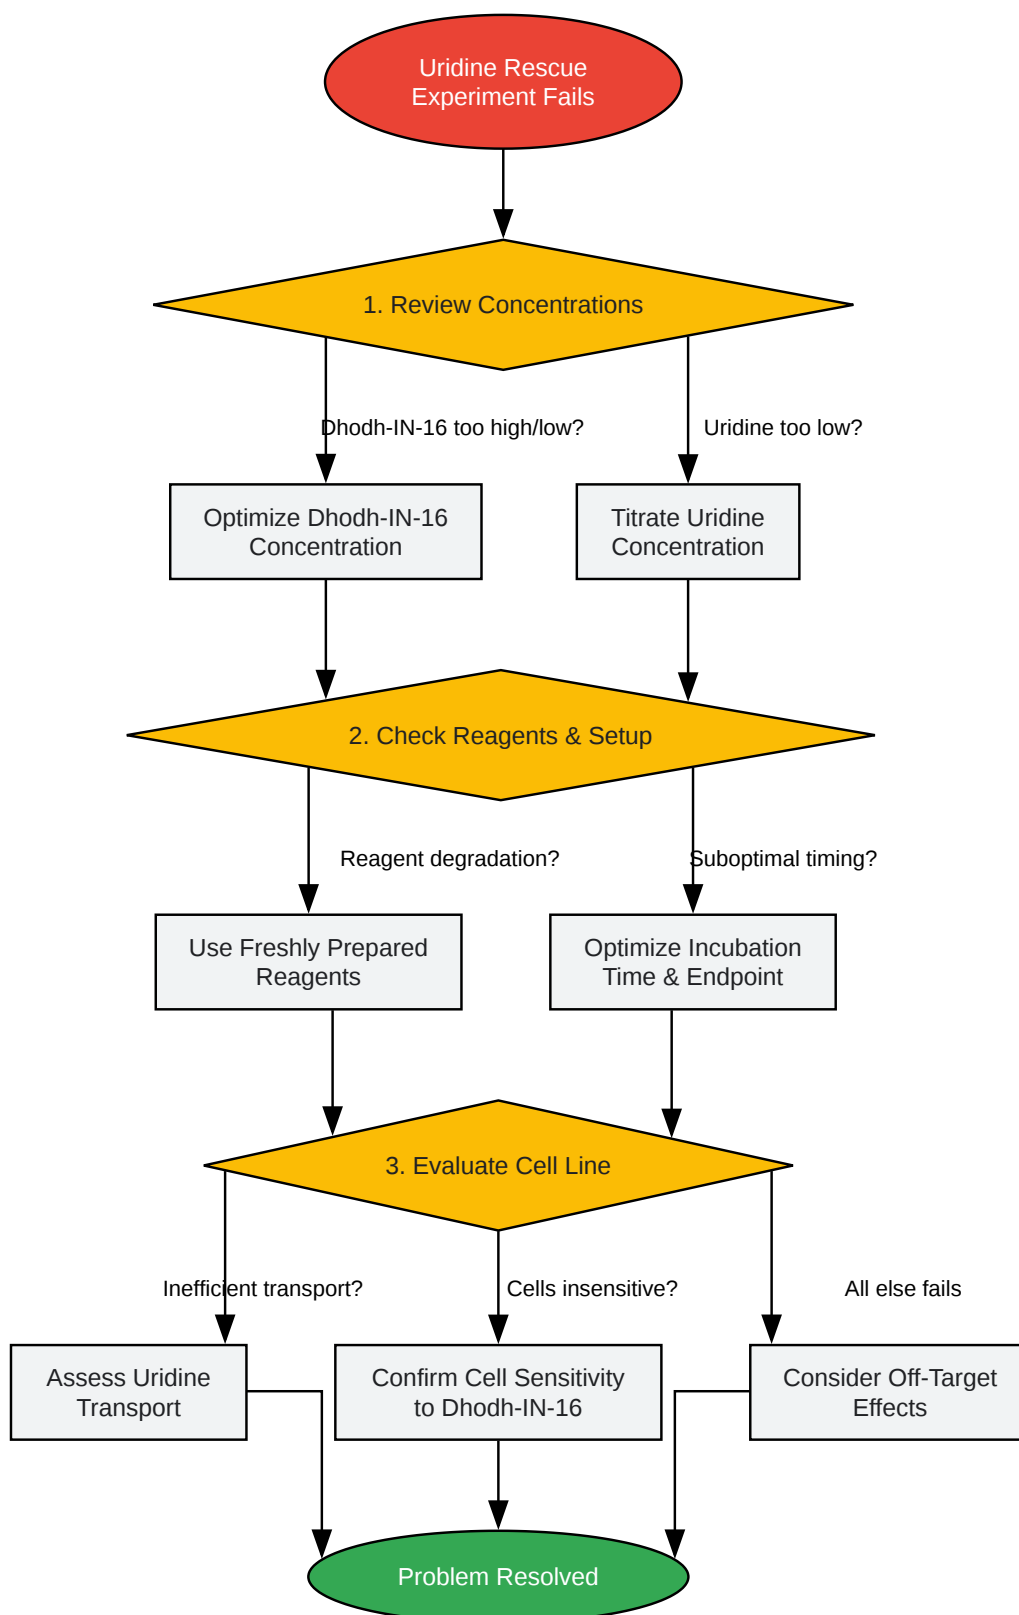 Uridine Rescue
Experiment Fails
1. Review Concentrations
Dhodh-IN-16 too high/low?
Uridine too low?
Optimize Dhodh-IN-16
Concentration
Titrate Uridine
Concentration
2. Check Reagents & Setup
Reagent degradation?
Suboptimal timing?
Use Freshly Prepared
Reagents
Optimize Incubation
Time & Endpoint
3. Evaluate Cell Line
Inefficient transport?
Cells insensitive?
All else fails
Assess Uridine
Transport
Confirm Cell Sensitivity
to Dhodh-IN-16
Consider Off-Target
Effects
Problem Resolved